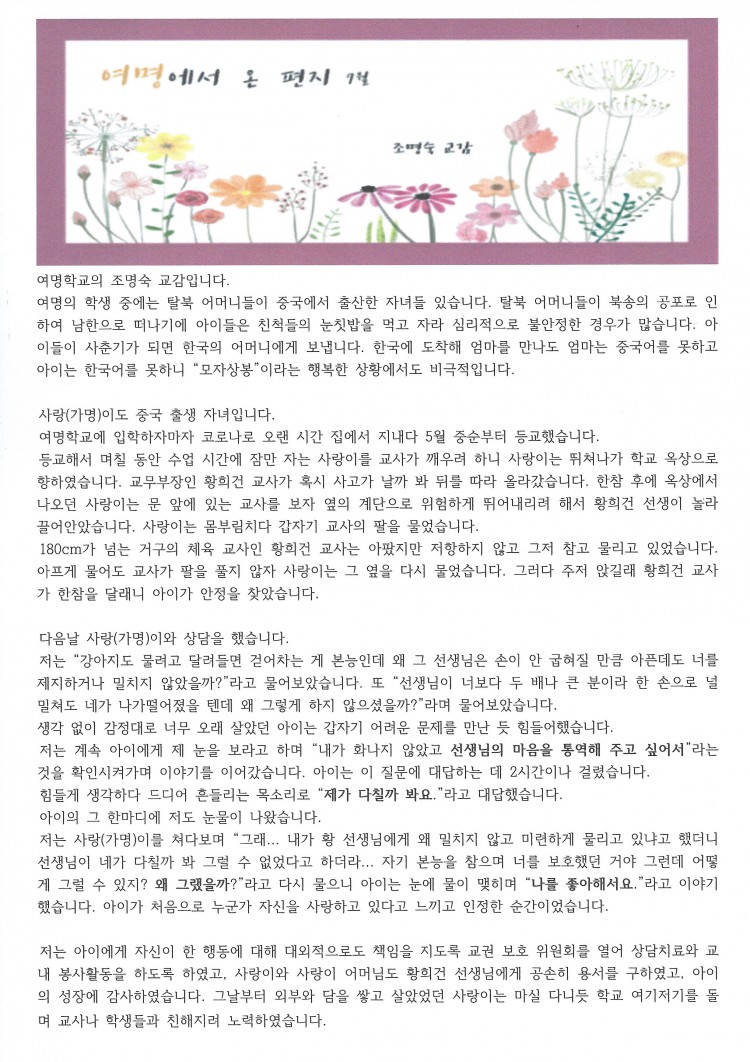 여명에서 온 편지 7월
조명숙 교감
여명학교의 조명숙 교감입니다.
여명의 학생 중에는 탈북 어머니들이 중국에서 출산한 자녀들 있습니다. 탈북 어머니들이 북송의 공포로 인
하여 남한으로 떠나기에 아이들은 친척들의 눈칫밥을 먹고 자라 심리적으로 불안정한 경우가 많습니다. 아
이들이 사춘기가 되면 한국의 어머니에게 보냅니다. 한국에 도착해 엄마를 만나도 엄마는 중국어를 못하고
아이는 한국어를 못하니 “모자상봉”이라는 행복한 상황에서도 비극적입니다.
사랑(가명)이도 중국 출생 자녀입니다.
여명학교에 입학하자마자 코로나로 오랜 시간 집에서 지내다 5월 중순부터 등교했습니다.
등교해서 며칠 동안 수업 시간에 잠만 자는 사랑이를 교사가 깨우려 하니 사랑이는 뛰쳐나가 학교 옥상으로
향하였습니다. 교무부장인 황희건 교사가 혹시 사고가 날까 봐 뒤를 따라 올라갔습니다. 한참 후에 옥상에서
나오던 사랑이는 문 앞에 있는 교사를 보자 옆의 계단으로 위험하게 뛰어내리려 해서 황희건 선생이 놀라
끌어안았습니다. 사랑이는 몸부림치다 갑자기 교사의 팔을 물었습니다.
180cm가 넘는 거구의 체육 교사인 황희건 교사는 아팠지만 저항하지 않고 그저 참고 물리고 있었습니다.
아프게 물어도 교사가 팔을 풀지 않자 사랑이는 그 옆을 다시 물었습니다. 그러다 주저 앉길래 황희건 교사
가 한참을 달래니 아이가 안정을 찾았습니다.
다음날 사랑(가명)이와 상담을 했습니다.
저는 “강아지도 물려고 달려들면 걷어차는 게 본능인데 왜 그 선생님은 손이 안 굽혀질 만큼 아픈데도 너를
제지하거나 밀치지 않았을까?”라고 물어보았습니다. 또 “선생님이 너보다 두 배나 큰 분이라 한 손으로 널
밀쳐도 네가 나가떨어졌을 텐데 왜 그렇게 하지 않으셨을까?”라며 물어보았습니다.
생각 없이 감정대로 너무 오래 살았던 아이는 갑자기 어려운 문제를 만난 듯 힘들어했습니다.
저는 계속 아이에게 제 눈을 보라고 하며 “내가 화나지 않았고 선생님의 마음을 통역해 주고 싶어서”라는
것을 확인시켜가며 이야기를 이어갔습니다. 아이는 이 질문에 대답하는 데 2시간이나 걸렸습니다.
힘들게 생각하다 드디어 흔들리는 목소리로 “제가 다칠까 봐요.”라고 대답했습니다.
아이의 그 한마디에 저도 눈물이 나왔습니다.
저는 사랑(가명)이를 쳐다보며 “그래... 내가 황 선생님에게 왜 밀치지 않고 미련하게 물리고 있냐고 했더니
선생님이 네가 다칠까 봐 그럴 수 없었다고 하더라... 자기 본능을 참으며 너를 보호했던 거야 그런데 어떻
게 그럴 수 있지? 왜 그랬을까?”라고 다시 물으니 아이는 눈에 물이 맺히며 “나를 좋아해서요.”라고 이야기
했습니다. 아이가 처음으로 누군가 자신을 사랑하고 있다고 느끼고 인정한 순간이었습니다.
저는 아이에게 자신이 한 행동에 대해 대외적으로도 책임을 지도록 교권 보호 위원회를 열어 상담치료와 교
내 봉사활동을 하도록 하였고, 사랑이와 사랑이 어머님도 황희건 선생님에게 공손히 용서를 구하였고, 아이
의 성장에 감사하였습니다. 그날부터 외부와 담을 쌓고 살았었던 사랑이는 마실 다니듯 학교 여기저기를 돌
며 교사나 학생들과 친해지려 노력하였습니다.